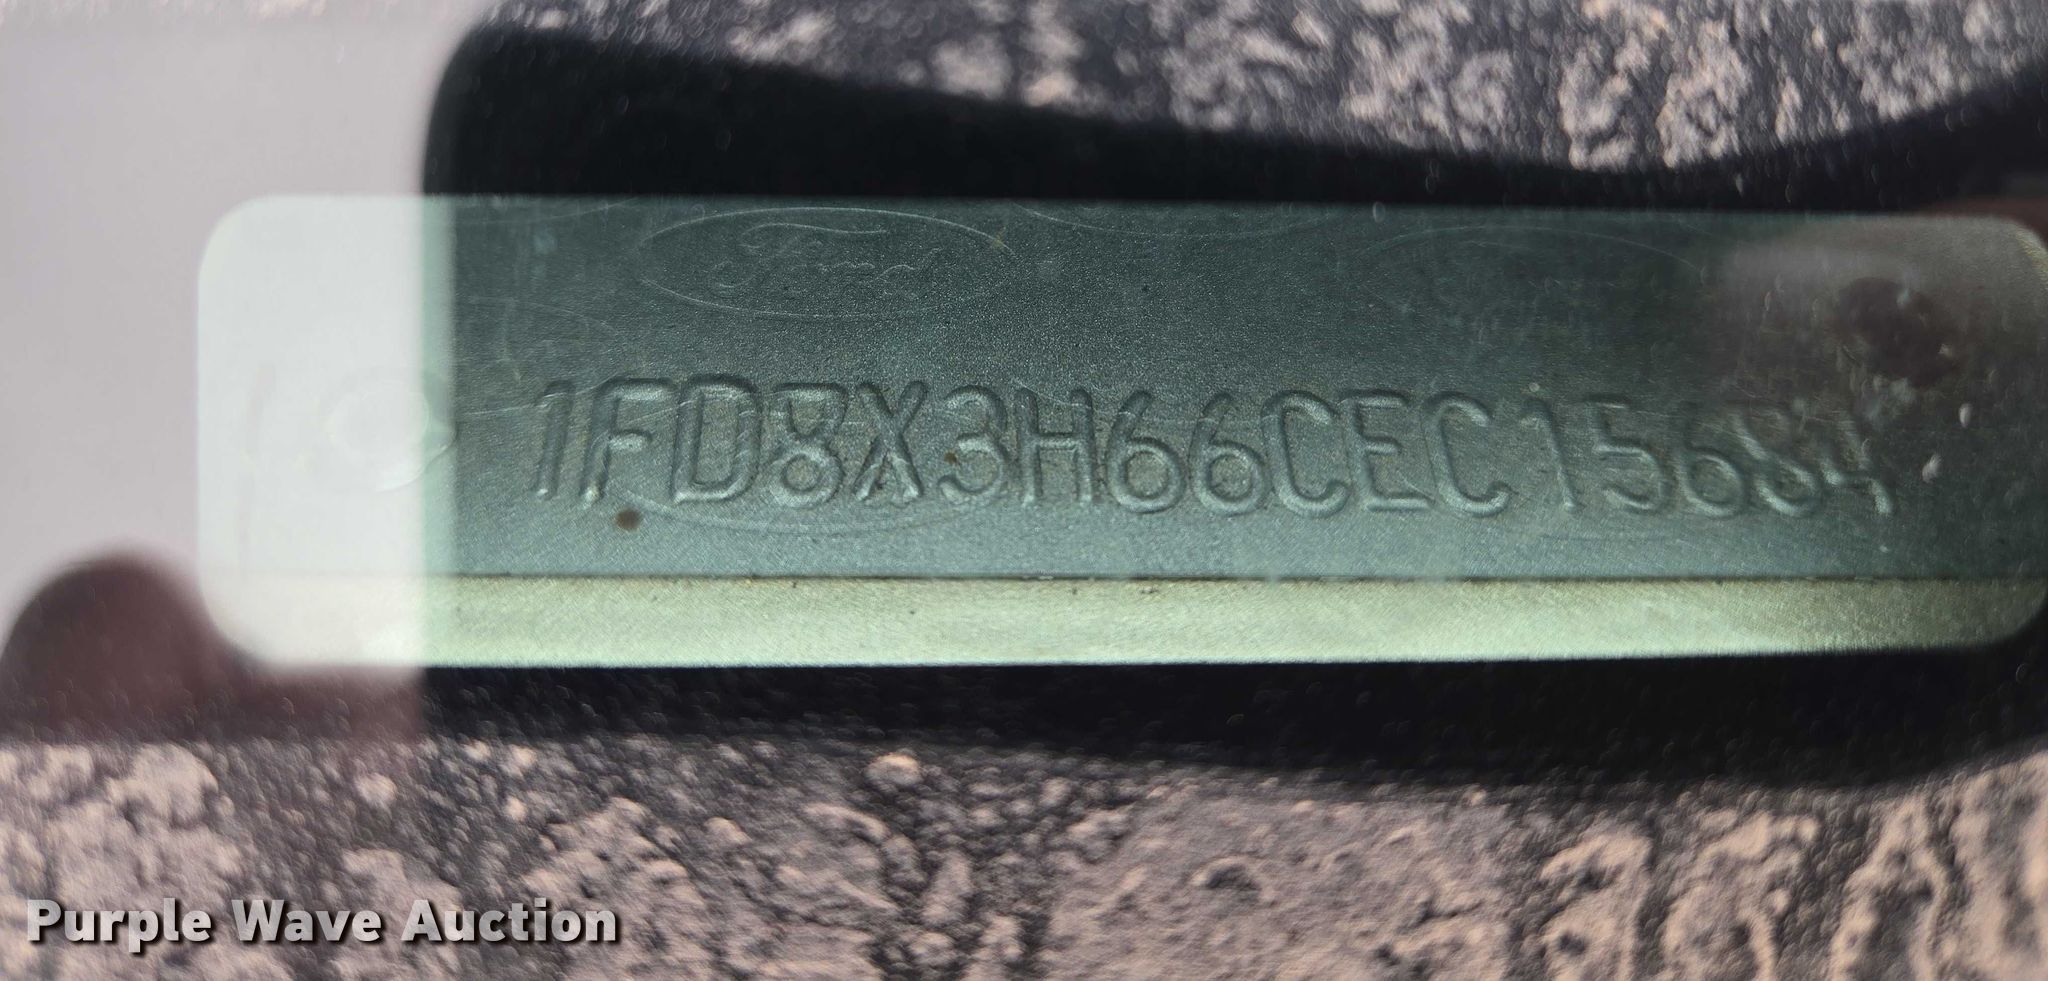 Ford
1FD8X3H66CEC15684
Purple Wave Auction